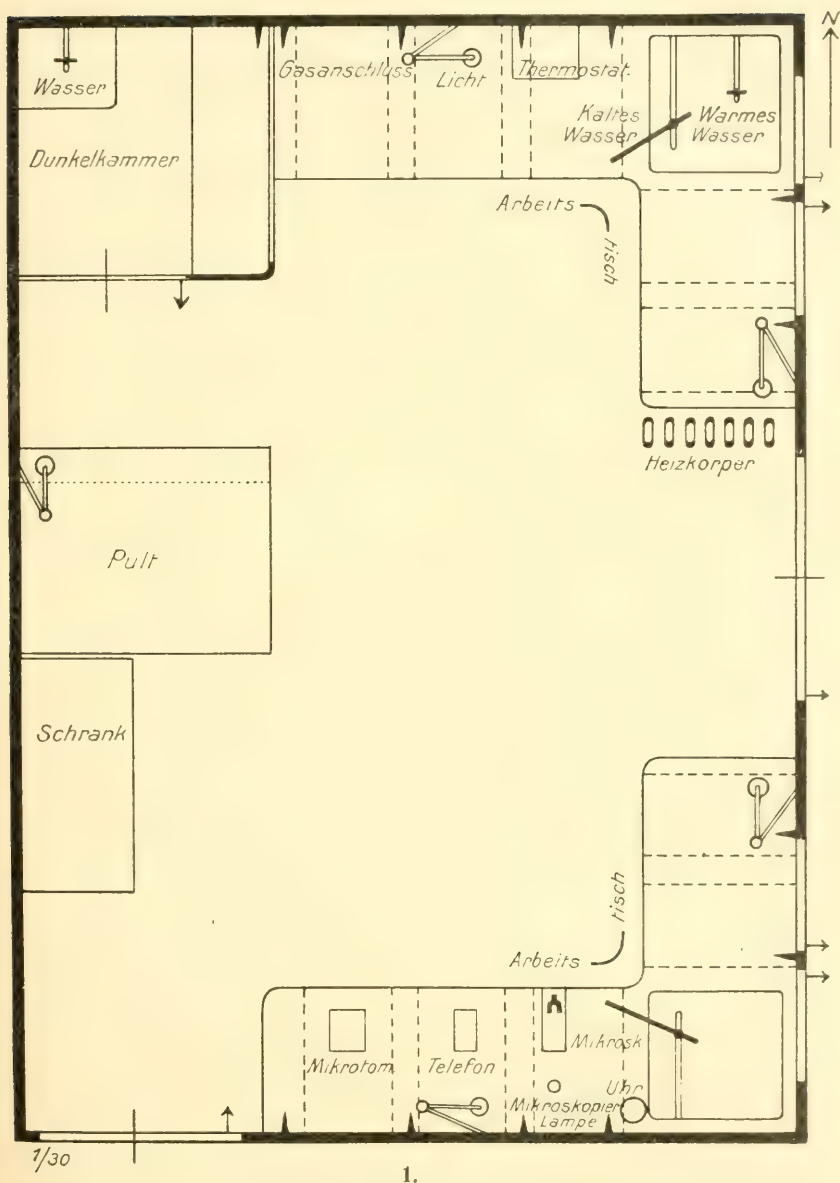 N
Wasser
Dunkelkammer
Gasanschluss
Licht
Thermostat.
Kaltes
Wasser
Warmes
Wasser
Arbeits
tisch
Heizkorper
Pult
Schrank
Arbeits
tisch
Mikrotom
Telefon
Mikrosk
Uhr
Mikroskopier
Lampe
1/30
1.